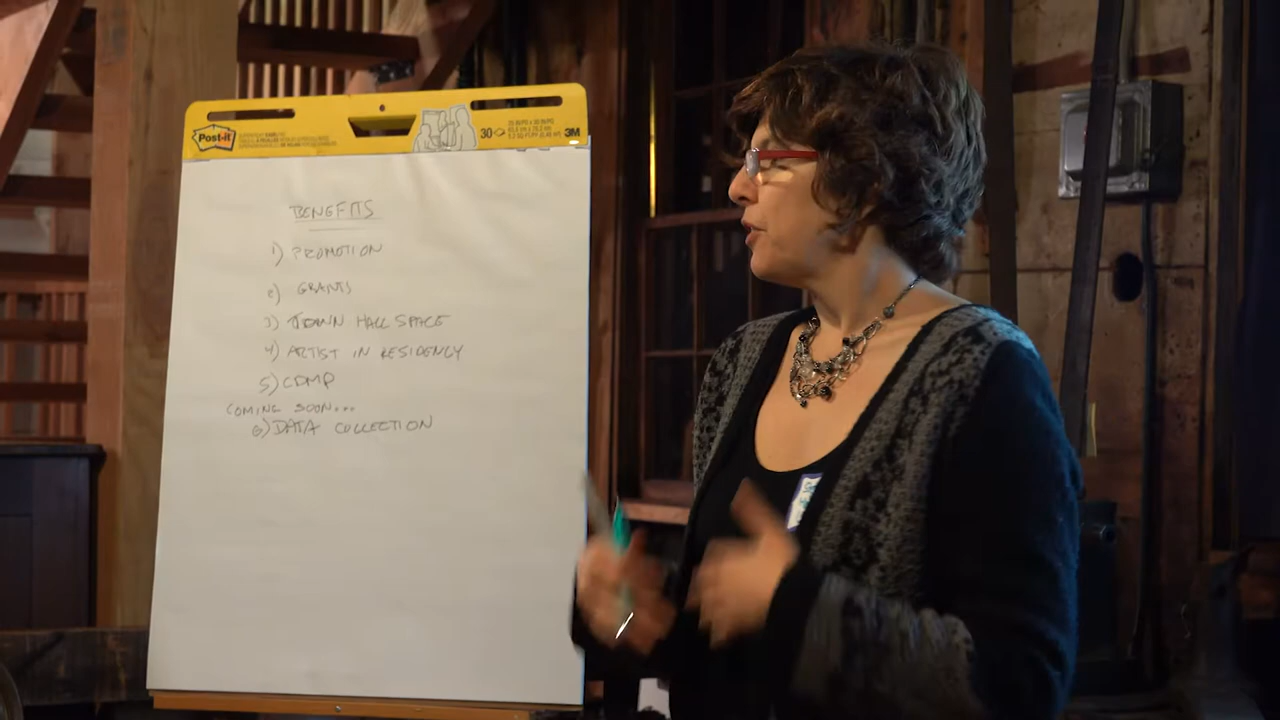 Post-it
30
3M
BENEFITS
1) PROMOTION
2) GRANTS
3) TOWN HALL SPACE
4) ARTIST IN RESIDENCY
5) CDMP
COMING SOON...
6) DATA COLLECTION